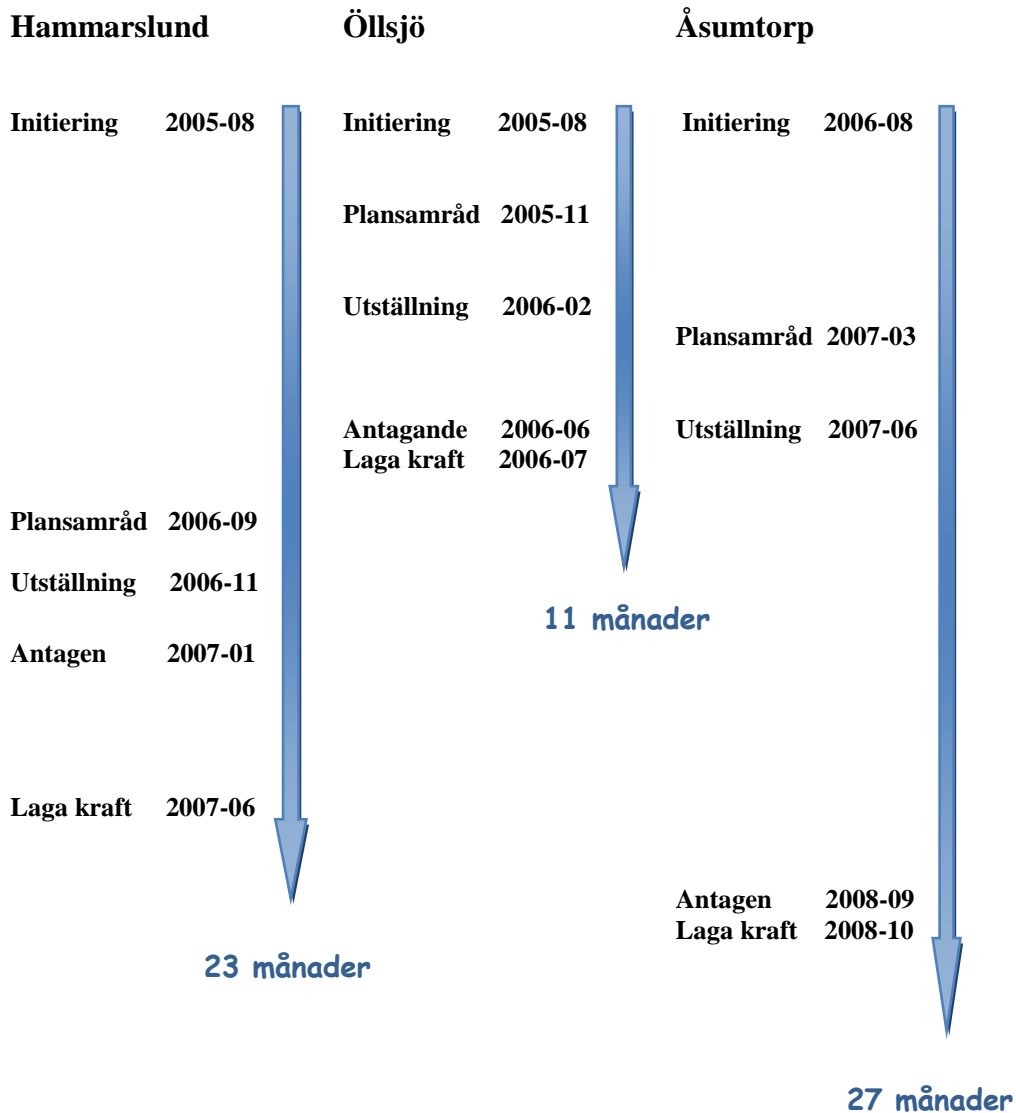 Hammarslund
Initiering 2005-08
Plansamråd 2006-09
Utställning 2006-11
Antagen 2007-01
Laga kraft 2007-06
23 månader
Öllsjö
Initiering 2005-08
Plansamråd 2005-11
Utställning 2006-02
Antagande 2006-06
Laga kraft 2006-07
11 månader
Åsumtorp
Initiering 2006-08
Plansamråd 2007-03
Utställning 2007-06
Antagen 2008-09
Laga kraft 2008-10
27 månader